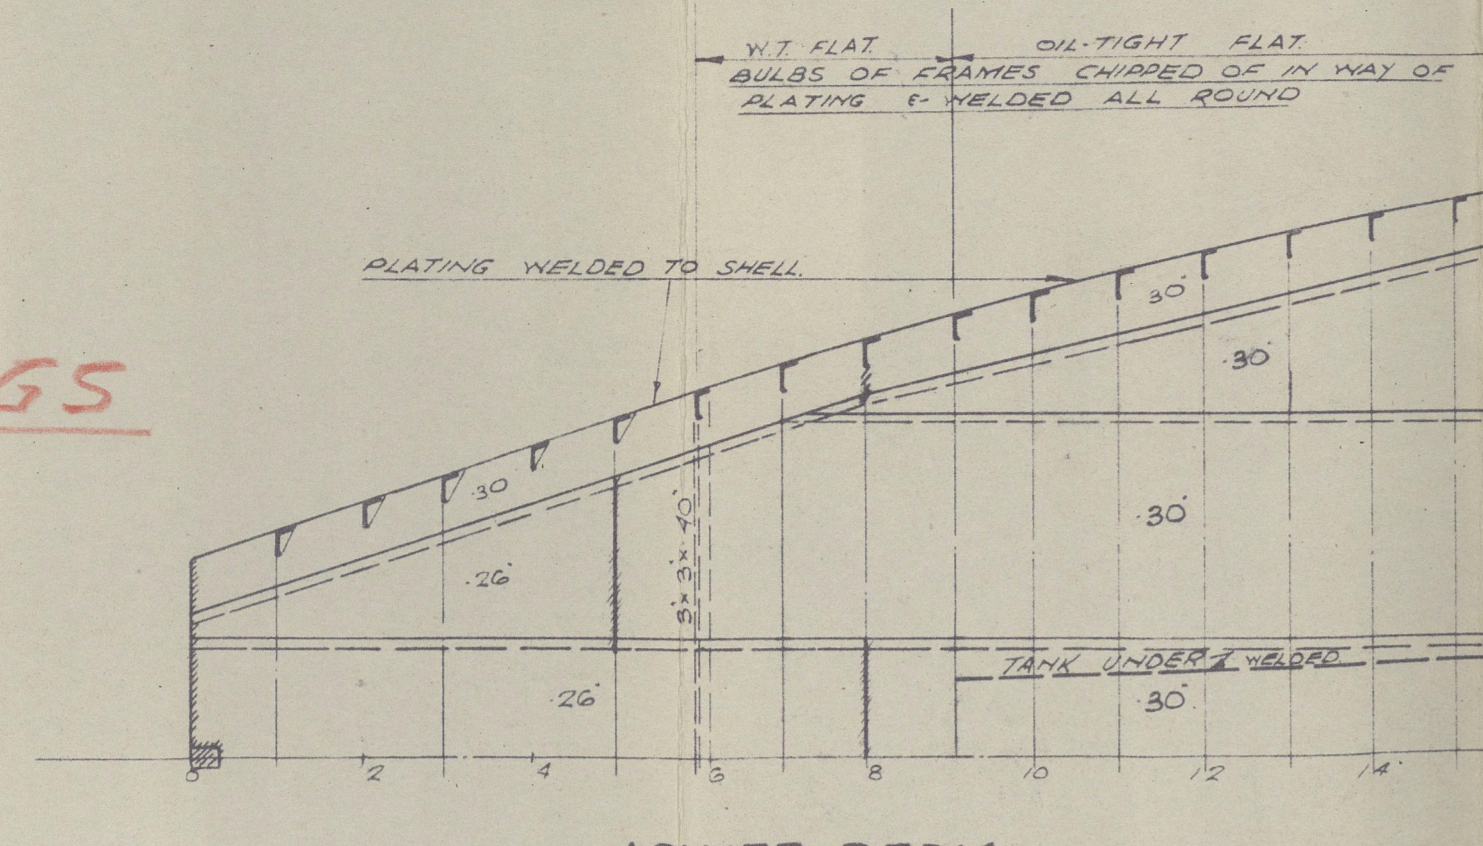 W.T. FLAT. OIL-TIGHT FLAT.
BULBS OF FRAMES CHIPPED OF IN WAY OF
PLATING & WELDED ALL ROUND
PLATING WELDED TO SHELL.
·30"
·30"
GS
·30
3"×3"×·40"
·30"
·26"
TANK UNDER WELDED.
·26"
·30"
0 2 4 6 8 10 12 14